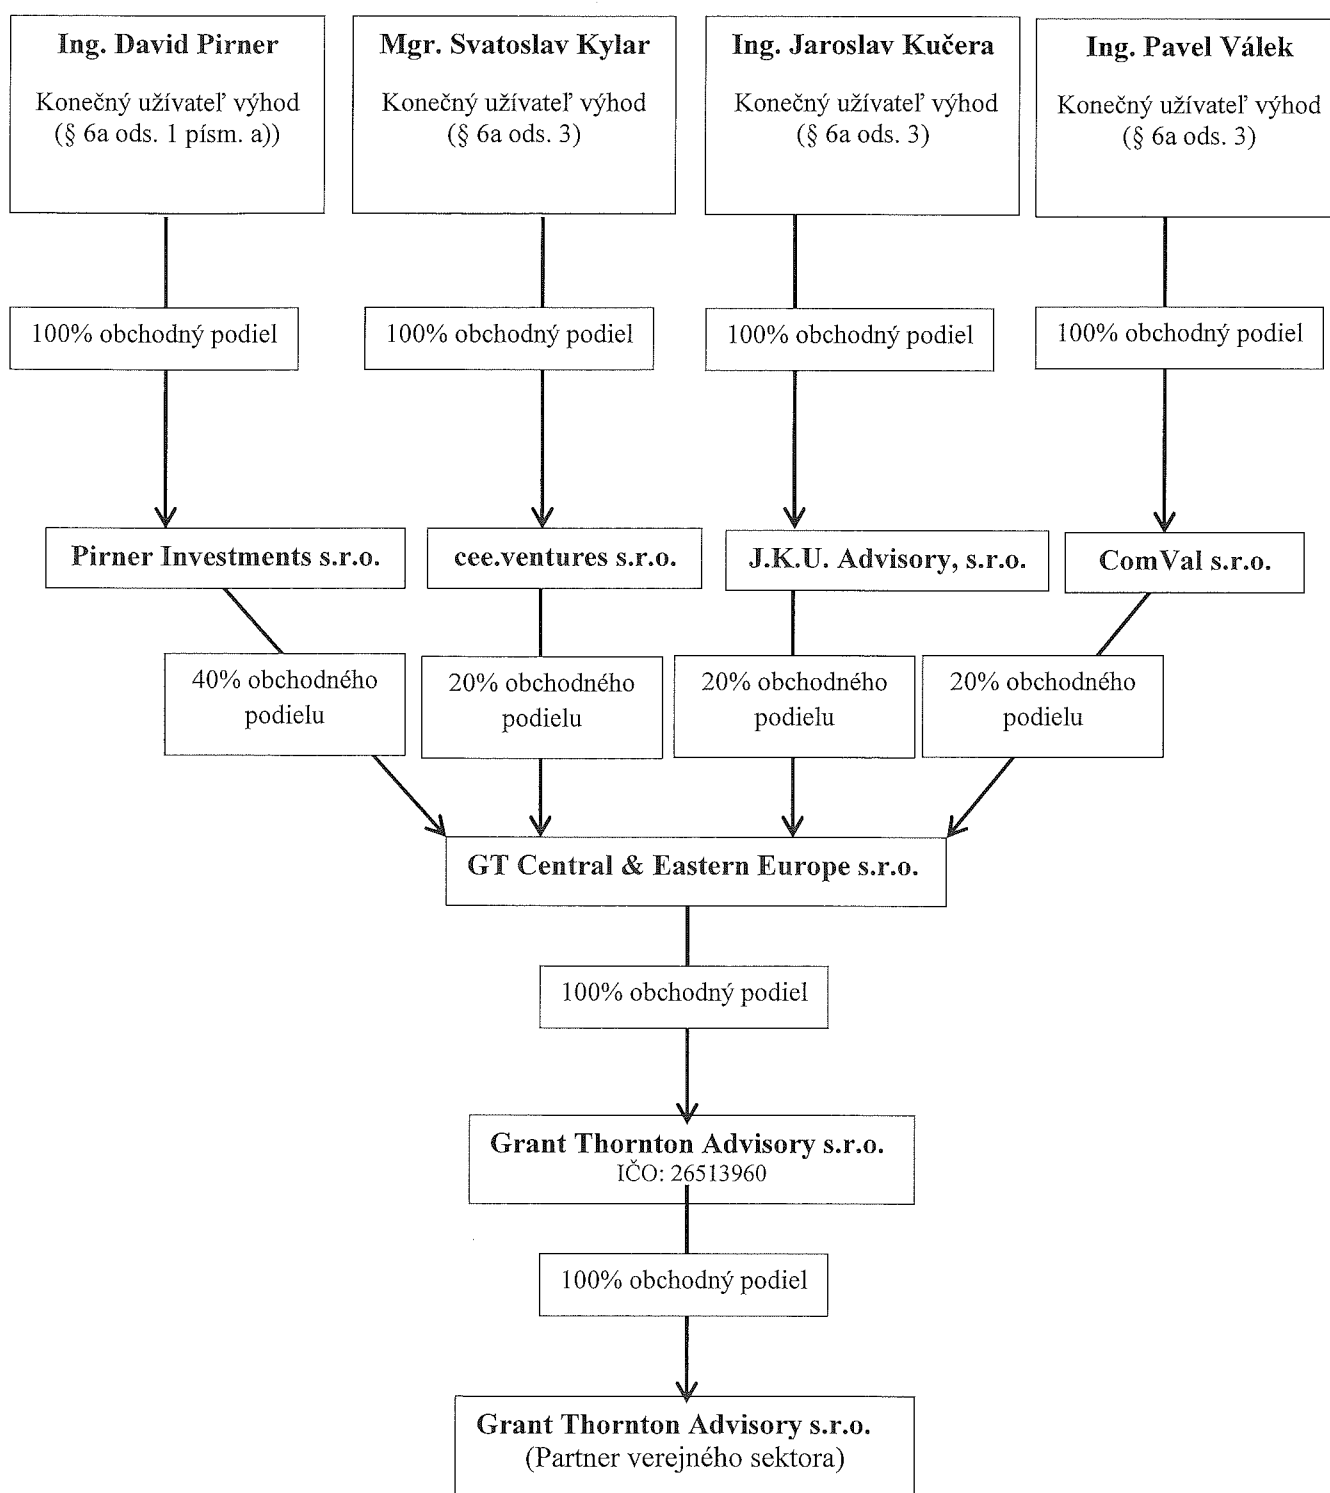 Ing. David Pirner
Konečný užívateľ výhod
(§ 6a ods. 1 písm. a))
Mgr. Svatoslav Kylar
Konečný užívateľ výhod
(§ 6a ods. 3)
Ing. Jaroslav Kučera
Konečný užívateľ výhod
(§ 6a ods. 3)
Ing. Pavel Válek
Konečný užívateľ výhod
(§ 6a ods. 3)
100% obchodný podiel
100% obchodný podiel
100% obchodný podiel
100% obchodný podiel
Pirner Investments s.r.o.
cee.ventures s.r.o.
J.K.U. Advisory, s.r.o.
ComVal s.r.o.
40% obchodného
podielu
20% obchodného
podielu
20% obchodného
podielu
20% obchodného
podielu
GT Central & Eastern Europe s.r.o.
100% obchodný podiel
Grant Thornton Advisory s.r.o.
IČO: 26513960
100% obchodný podiel
Grant Thornton Advisory s.r.o.
(Partner verejného sektora)